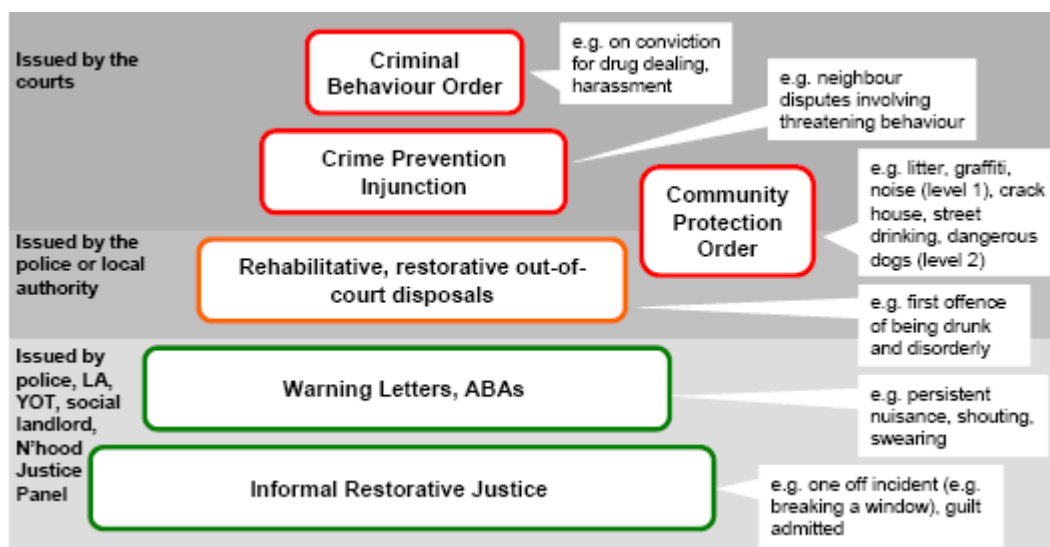 Issued by the
courts
Criminal
Behaviour Order
e.g. on conviction
for drug dealing,
harassment
e.g. neighbour
disputes involving
threatening behaviour
Crime Prevention
Injunction
Community
Protection
Order
e.g. litter, graffiti,
noise (level 1), crack
house, street
drinking, dangerous
dogs (level 2)
Issued by the
police or local
authority
Rehabilitative, restorative out-of-
court disposals
e.g. first offence
of being drunk
and disorderly
Issued by
police, LA,
YOT, social
landlord,
N'hood
Justice
Panel
Warning Letters, ABAs
e.g. persistent
nuisance, shouting,
swearing
Informal Restorative Justice
e.g. one off incident (e.g.
breaking a window), guilt
admitted